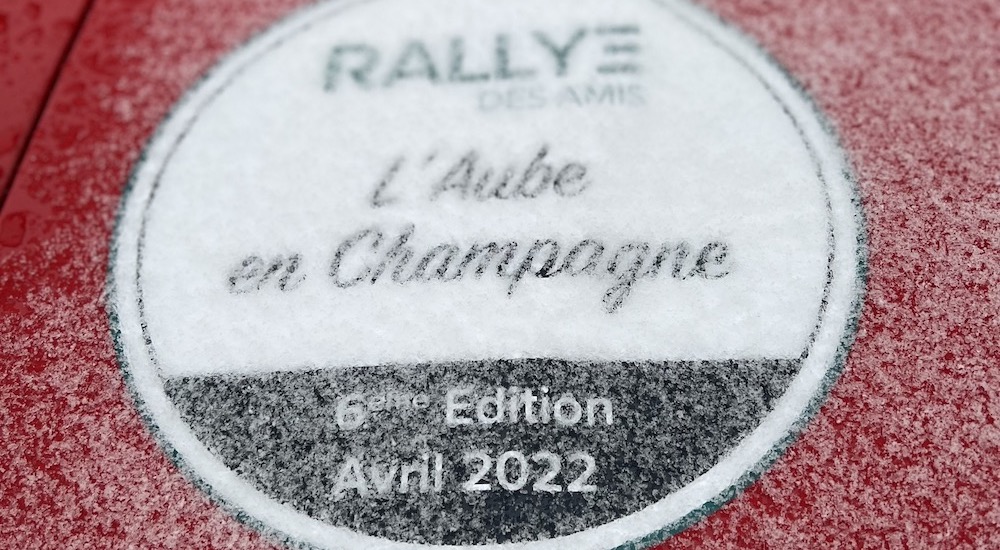 RALLYE
DES AMIS
L'Aube
en Champagne
6ème Edition
Avril 2022